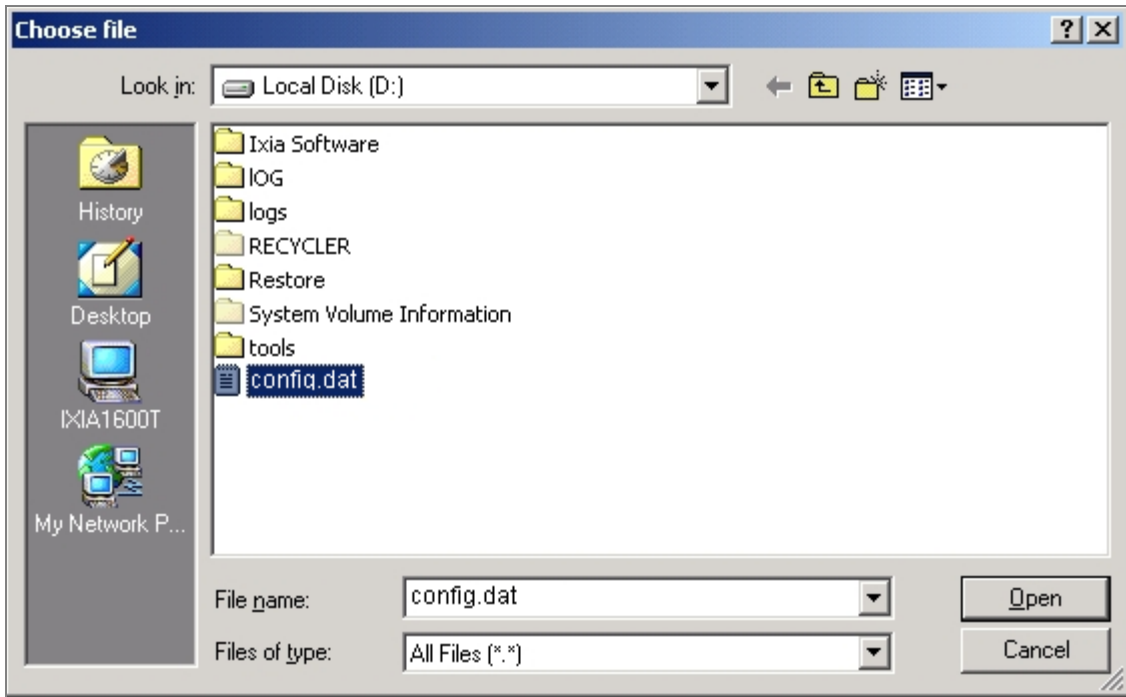 Choose file
Look in: Local Disk (D:)
Ixia Software
lOG
logs
RECYCLER
Restore
System Volume Information
tools
config.dat
History
Desktop
IXIA1600T
My Network P...
File name: config.dat Open
Files of type: All Files (*.*) Cancel